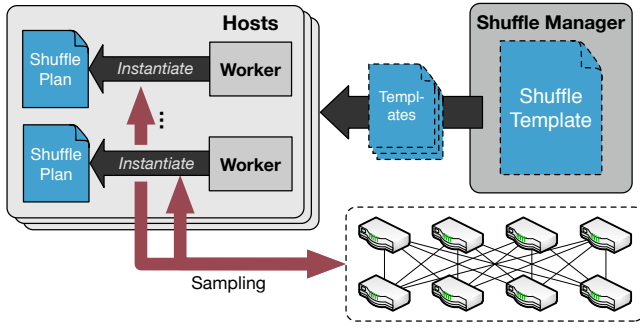 Hosts
Shuffle
Plan
Instantiate
Worker
...
Shuffle
Plan
Instantiate
Worker
Templ-
ates
Shuffle Manager
Shuffle
Template
Sampling